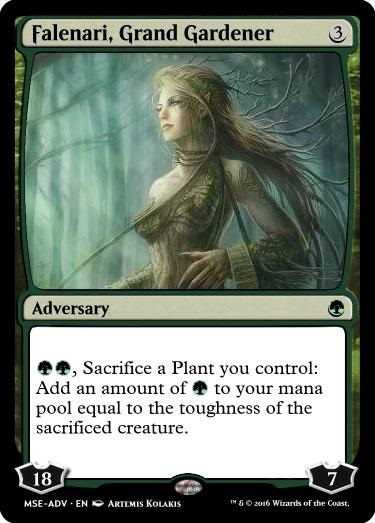 Falenari, Grand Gardener 3
Adversary
, Sacrifice a Plant you control:
Add an amount of to your mana
pool equal to the toughness of the
sacrificed creature.
18 7
MSE-ADV • EN Artemis Kolakis ™ & © 2016 Wizards of the Coast, Inc.